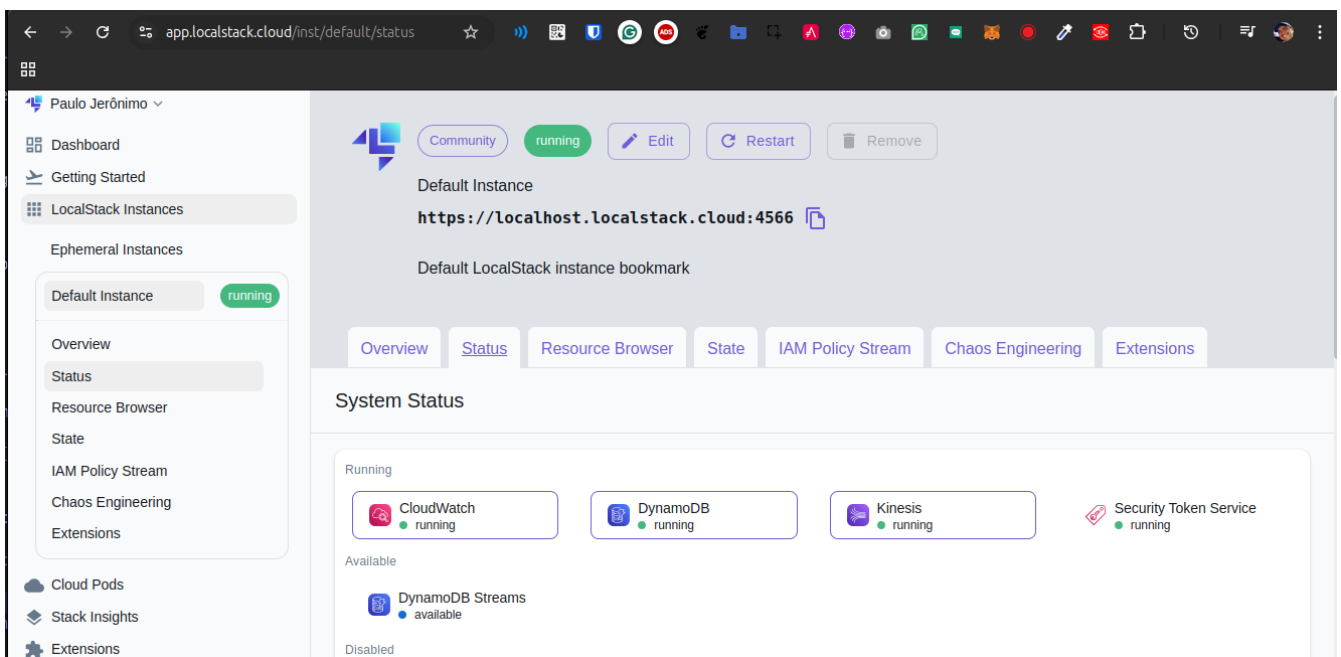 app.localstack.cloud/inst/default/status
ADS
Paulo Jerônimo
Dashboard
Getting Started
LocalStack Instances
Ephemeral Instances
Default Instance running
Overview
Status
Resource Browser
State
IAM Policy Stream
Chaos Engineering
Extensions
Cloud Pods
Stack Insights
Extensions
Community running Edit Restart Remove
Default Instance
https://localhost.localstack.cloud:4566
Default LocalStack instance bookmark
Overview Status Resource Browser State IAM Policy Stream Chaos Engineering Extensions
System Status
Running
CloudWatch
running
DynamoDB
running
Kinesis
running
Security Token Service
running
Available
DynamoDB Streams
available
Disabled